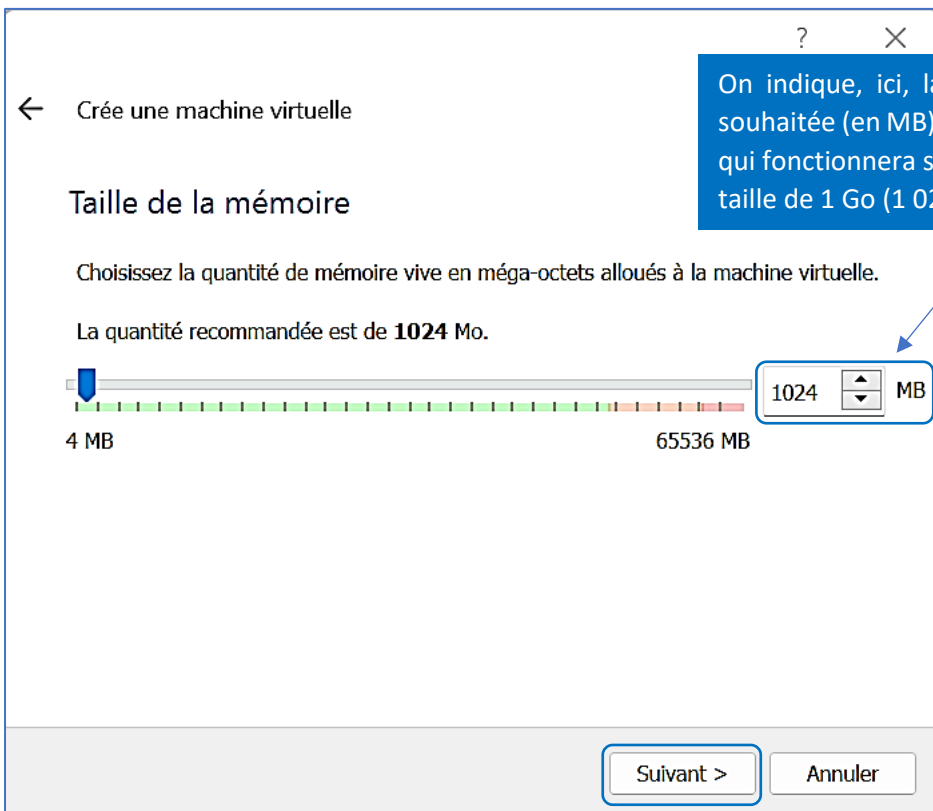 ?
Crée une machine virtuelle
On indique, ici,
souhaitée (en MB)
qui fonctionnera
taille de 1 Go (1
Taille de la mémoire
Choisissez la quantité de mémoire vive en méga-octets alloués à la machine virtuelle.
La quantité recommandée est de 1024 Mo.
1024 MB
4 MB 65536 MB
Suivant > Annuler